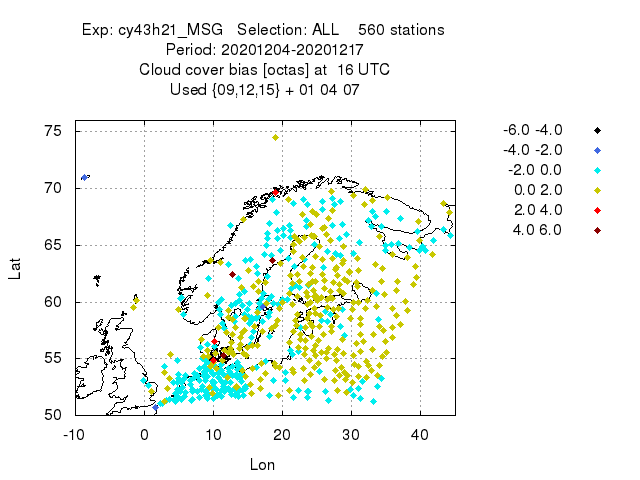 Exp: cy43h21_MSG   Selection: ALL    560 stations
Period: 20201204-20201217
Cloud cover bias [octas] at  16 UTC
Used {09,12,15} + 01 04 07
-6.0 -4.0
-4.0 -2.0
-2.0 0.0
0.0 2.0
2.0 4.0
4.0 6.0
75
70
65
60
55
50
Lat
-10 0 10 20 30 40
Lon